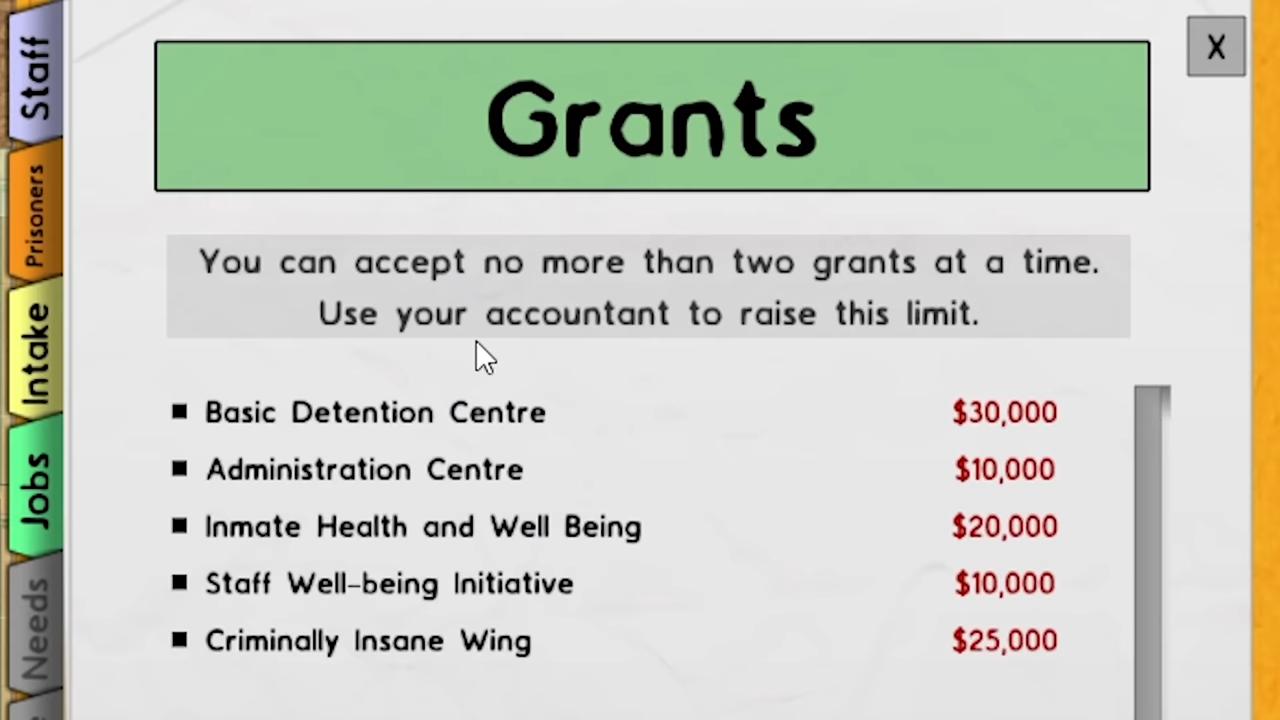 Staff
Prisoners
Intake
Jobs
Needs
X
Grants
You can accept no more than two grants at a time.
Use your accountant to raise this limit.
Basic Detention Centre $30,000
Administration Centre $10,000
Inmate Health and Well Being $20,000
Staff Well-being Initiative $10,000
Criminally Insane Wing $25,000